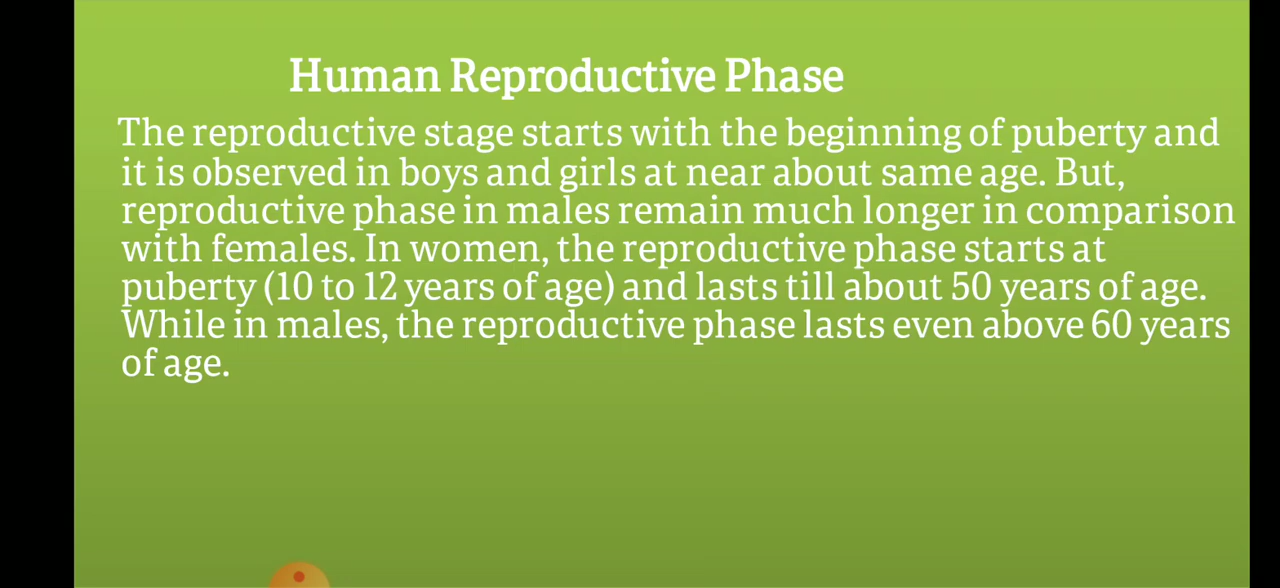 Human Reproductive Phase
The reproductive stage starts with the beginning of puberty and
it is observed in boys and girls at near about same age. But,
reproductive phase in males remain much longer in comparison
with females. In women, the reproductive phase starts at
puberty (10 to 12 years of age) and lasts till about 50 years of age.
While in males, the reproductive phase lasts even above 60 years
of age.